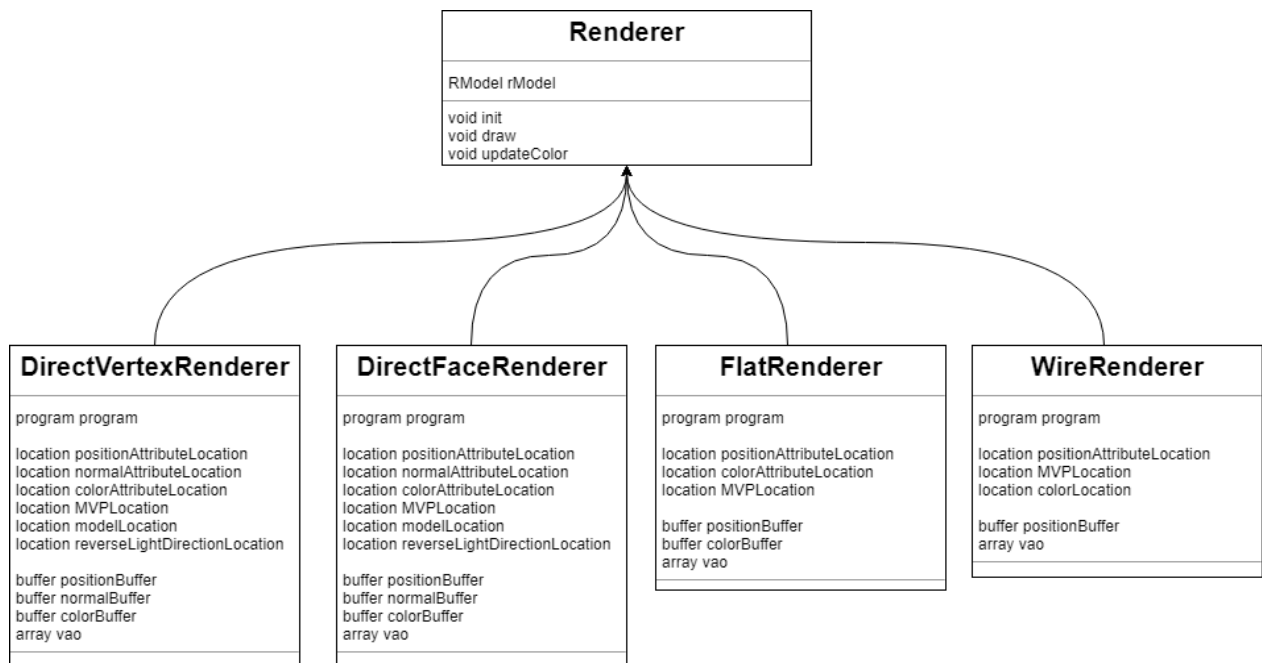 Renderer
RModel rModel
void init
void draw
void updateColor
DirectVertexRenderer
program program
location positionAttributeLocation
location normalAttributeLocation
location colorAttributeLocation
location MVPLocation
location modelLocation
location reverseLightDirectionLocation
buffer positionBuffer
buffer normalBuffer
buffer colorBuffer
array vao
DirectFaceRenderer
program program
location positionAttributeLocation
location normalAttributeLocation
location colorAttributeLocation
location MVPLocation
location modelLocation
location reverseLightDirectionLocation
buffer positionBuffer
buffer normalBuffer
buffer colorBuffer
array vao
FlatRenderer
program program
location positionAttributeLocation
location colorAttributeLocation
location MVPLocation
buffer positionBuffer
buffer colorBuffer
array vao
WireRenderer
program program
location positionAttributeLocation
location MVPLocation
location colorLocation
buffer positionBuffer
array vao